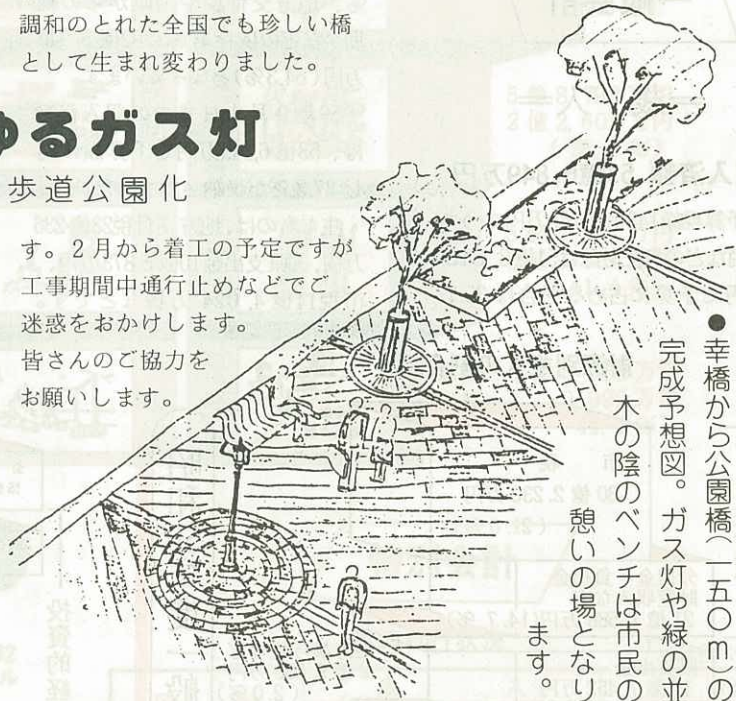 調和のとれた全国でも珍しい橋
として生まれ変わりました。
ゆるガス灯
歩道公園化
す。2月から着工の予定ですが
工事期間中通行止めなどでご
迷惑をおかけします。
皆さんのご協力を
お願いします。
●幸橋から公園橋(一五〇m)の
完成予想図。ガス灯や緑の並
木の陰のベンチは市民の
憩いの場となり
ます。